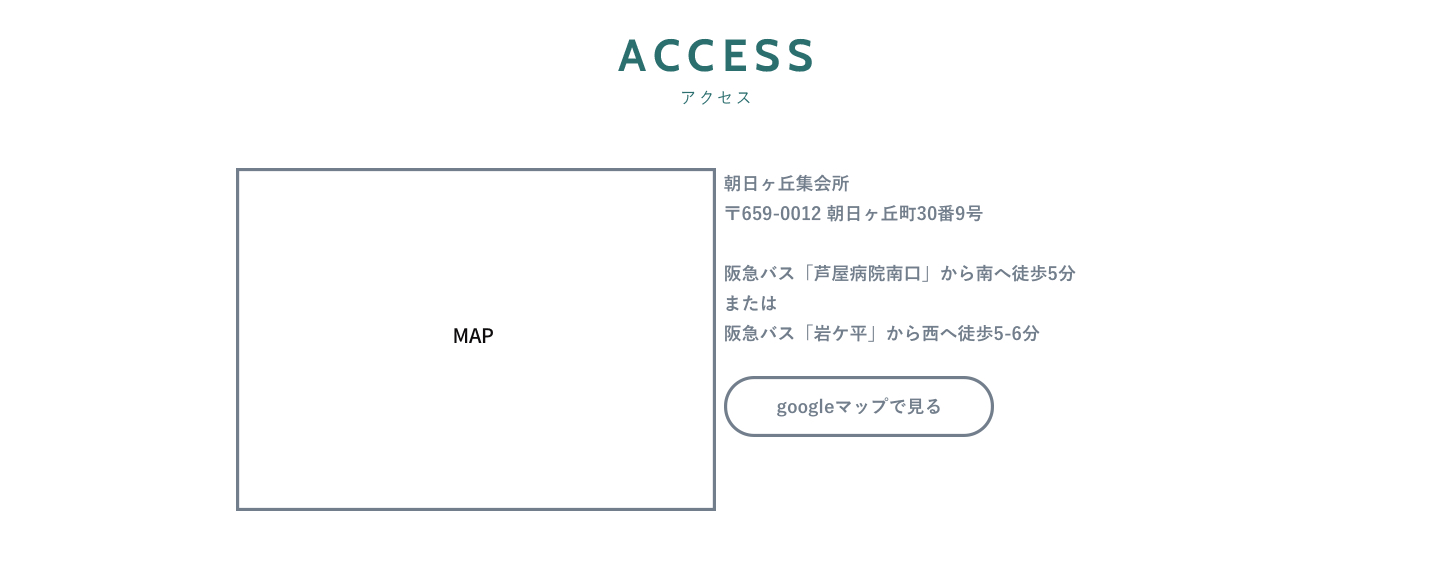 ACCESS
アクセス
MAP
朝日ヶ丘集会所
〒659-0012 朝日ヶ丘町30番9号
阪急バス「芦屋病院南口」から南へ徒歩5分
または
阪急バス「岩ケ平」から西へ徒歩5-6分
googleマップで見る